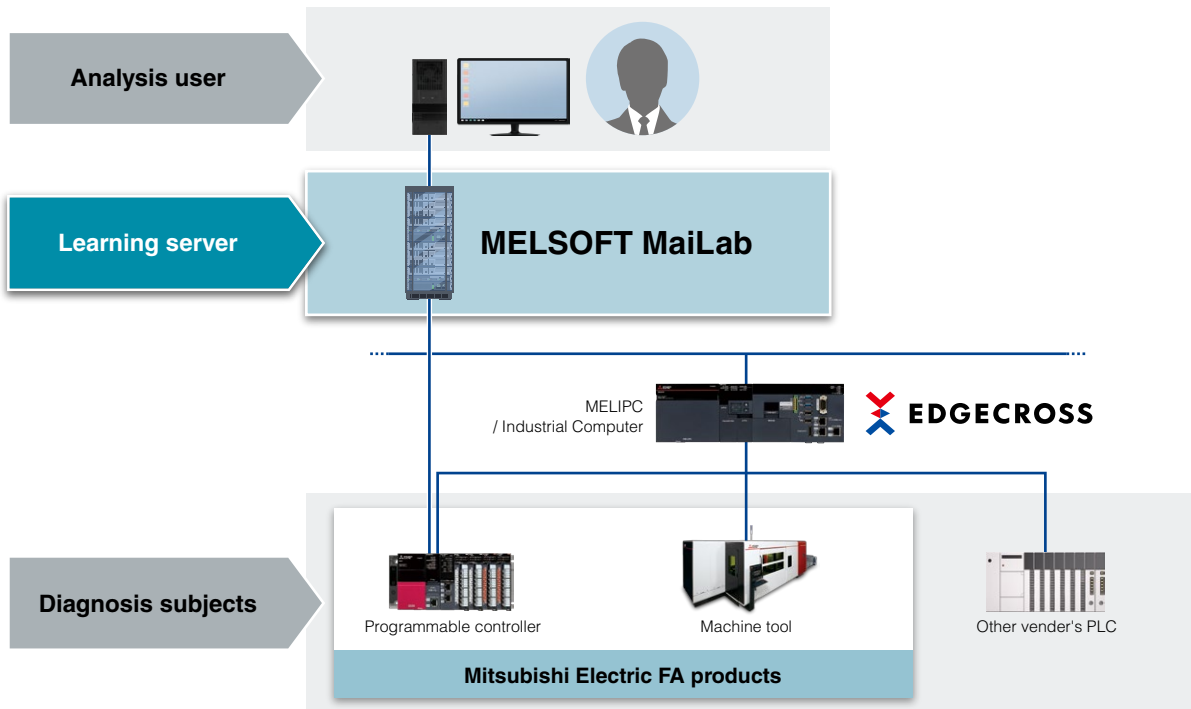 Analysis user
Learning server
MELSOFT MaiLab
MELIPC
/ Industrial Computer
EDGECROSS
Diagnosis subjects
Programmable controller
Machine tool
Other vender's PLC
Mitsubishi Electric FA products